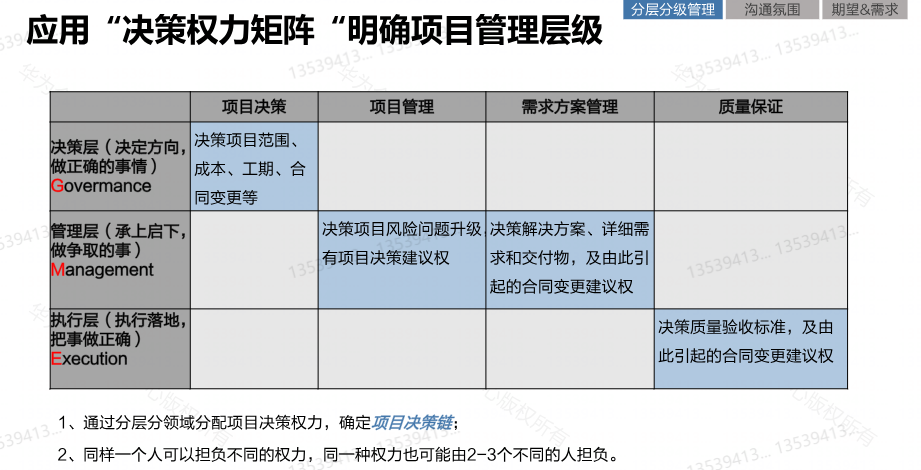 分层分级管理 沟通氛围 期望&需求
应用“决策权力矩阵“明确项目管理层级
项目决策 项目管理 需求方案管理 质量保证
决策层（决定方向，
做正确的事情）
Govermance
决策项目范围、
成本、工期、合
同变更等
管理层（承上启下，
做争取的事）
Management
决策项目风险问题升级，
有项目决策建议权
决策解决方案、详细需
求和交付物，及由此引
起的合同变更建议权
执行层（执行落地，
把事做正确）
Execution
决策质量验收标准，及由
此引起的合同变更建议权
1、通过分层分领域分配项目决策权力，确定项目决策链；
2、同样一个人可以担负不同的权力，同一种权力也可能由2-3个不同的人担负。
13539413...
13539413...
13539413...
13539413...
13539413...
13539413...
13539413...
13539413...